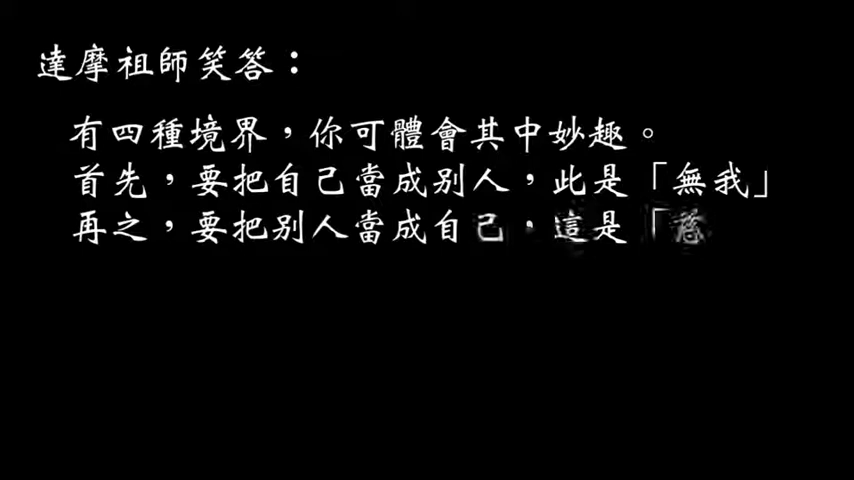 達摩祖師笑答：
有四種境界，你可體會其中妙趣。
首先，要把自己當成別人，此是「無我」
再之，要把別人當成自己，這是「